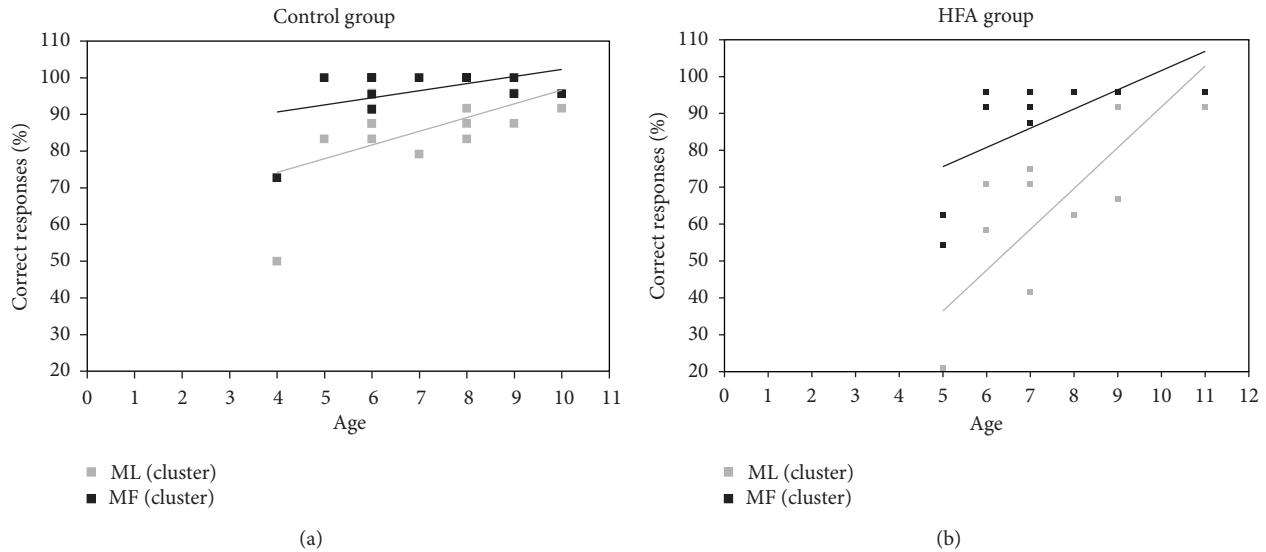 Control group
110
100
90
80
70
60
50
40
30
20
Correct responses (%)
0 1 2 3 4 5 6 7 8 9 10 11
Age
ML (cluster)
MF (cluster)
(a)
HFA group
110
100
90
80
70
60
50
40
30
20
Correct responses (%)
0 1 2 3 4 5 6 7 8 9 10 11 12
Age
ML (cluster)
MF (cluster)
(b)